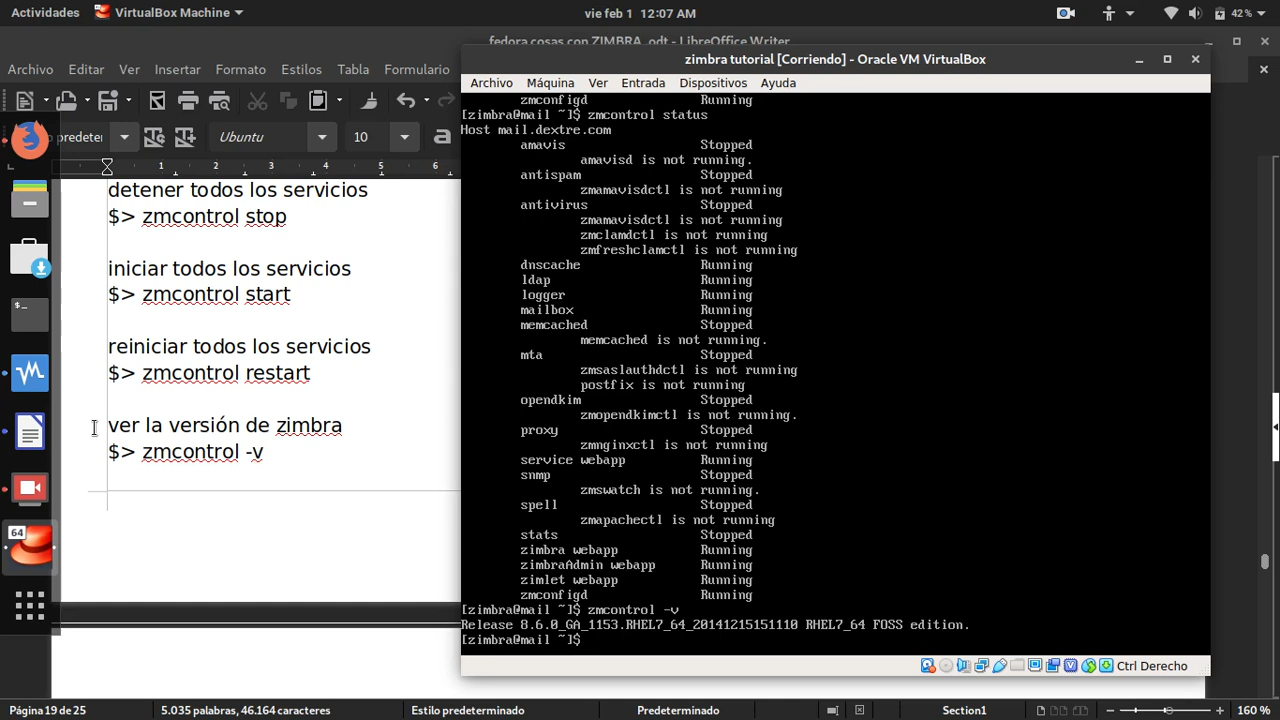 Actividades VirtualBox Machine vie feb 1 12:07 AM 42%
fedora cosas con ZIMBRA .odt - LibreOffice Writer
Archivo Editar Ver Insertar Formato Estilos Tabla Formulario
Ubuntu 10
1 2 3 4 5 6
detener todos los servicios
$> zmcontrol stop
iniciar todos los servicios
$> zmcontrol start
reiniciar todos los servicios
$> zmcontrol restart
ver la versión de zimbra
$> zmcontrol -v
zimbra tutorial [Corriendo] - Oracle VM VirtualBox
Archivo Máquina Ver Entrada Dispositivos Ayuda
zmconfigd Running
[zimbra@mail ~]$ zmcontrol status
Host mail.dextre.com
amavis Stopped
amavisd is not running.
antispam Stopped
zmamavisdctl is not running
antivirus Stopped
zmamavisdctl is not running
zmclamdctl is not running
zmfreshclamctl is not running
dnscache Running
ldap Running
logger Running
mailbox Running
memcached Stopped
memcached is not running.
mta Stopped
zmsaslauthdctl is not running
postfix is not running
opendkim Stopped
zmopendkimctl is not running.
proxy Stopped
zmnginxctl is not running
service webapp Running
snmp Stopped
zmswatch is not running.
spell Stopped
zmapachectl is not running
stats Stopped
zimbra webapp Running
zimbraAdmin webapp Running
zimlet webapp Running
zmconfigd Running
[zimbra@mail ~]$ zmcontrol -v
Release 8.6.0_GA_1153.RHEL7_64_20141215151110 RHEL7_64 FOSS edition.
[zimbra@mail ~]$
Ctrl Derecho
64
Página 19 de 25 5.035 palabras, 46.164 caracteres Estilo predeterminado Predeterminado Section1 160 %